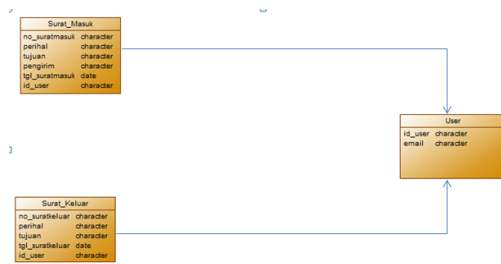 Surat_Masuk
no_suratmasuk character
perihal character
tujuan character
pengirim character
tgl_suratmasuk date
id_user character
User
id_user character
email character
Surat_Keluar
no_suratkeluar character
perihal character
tujuan character
tgl_suratkeluar date
id_user character